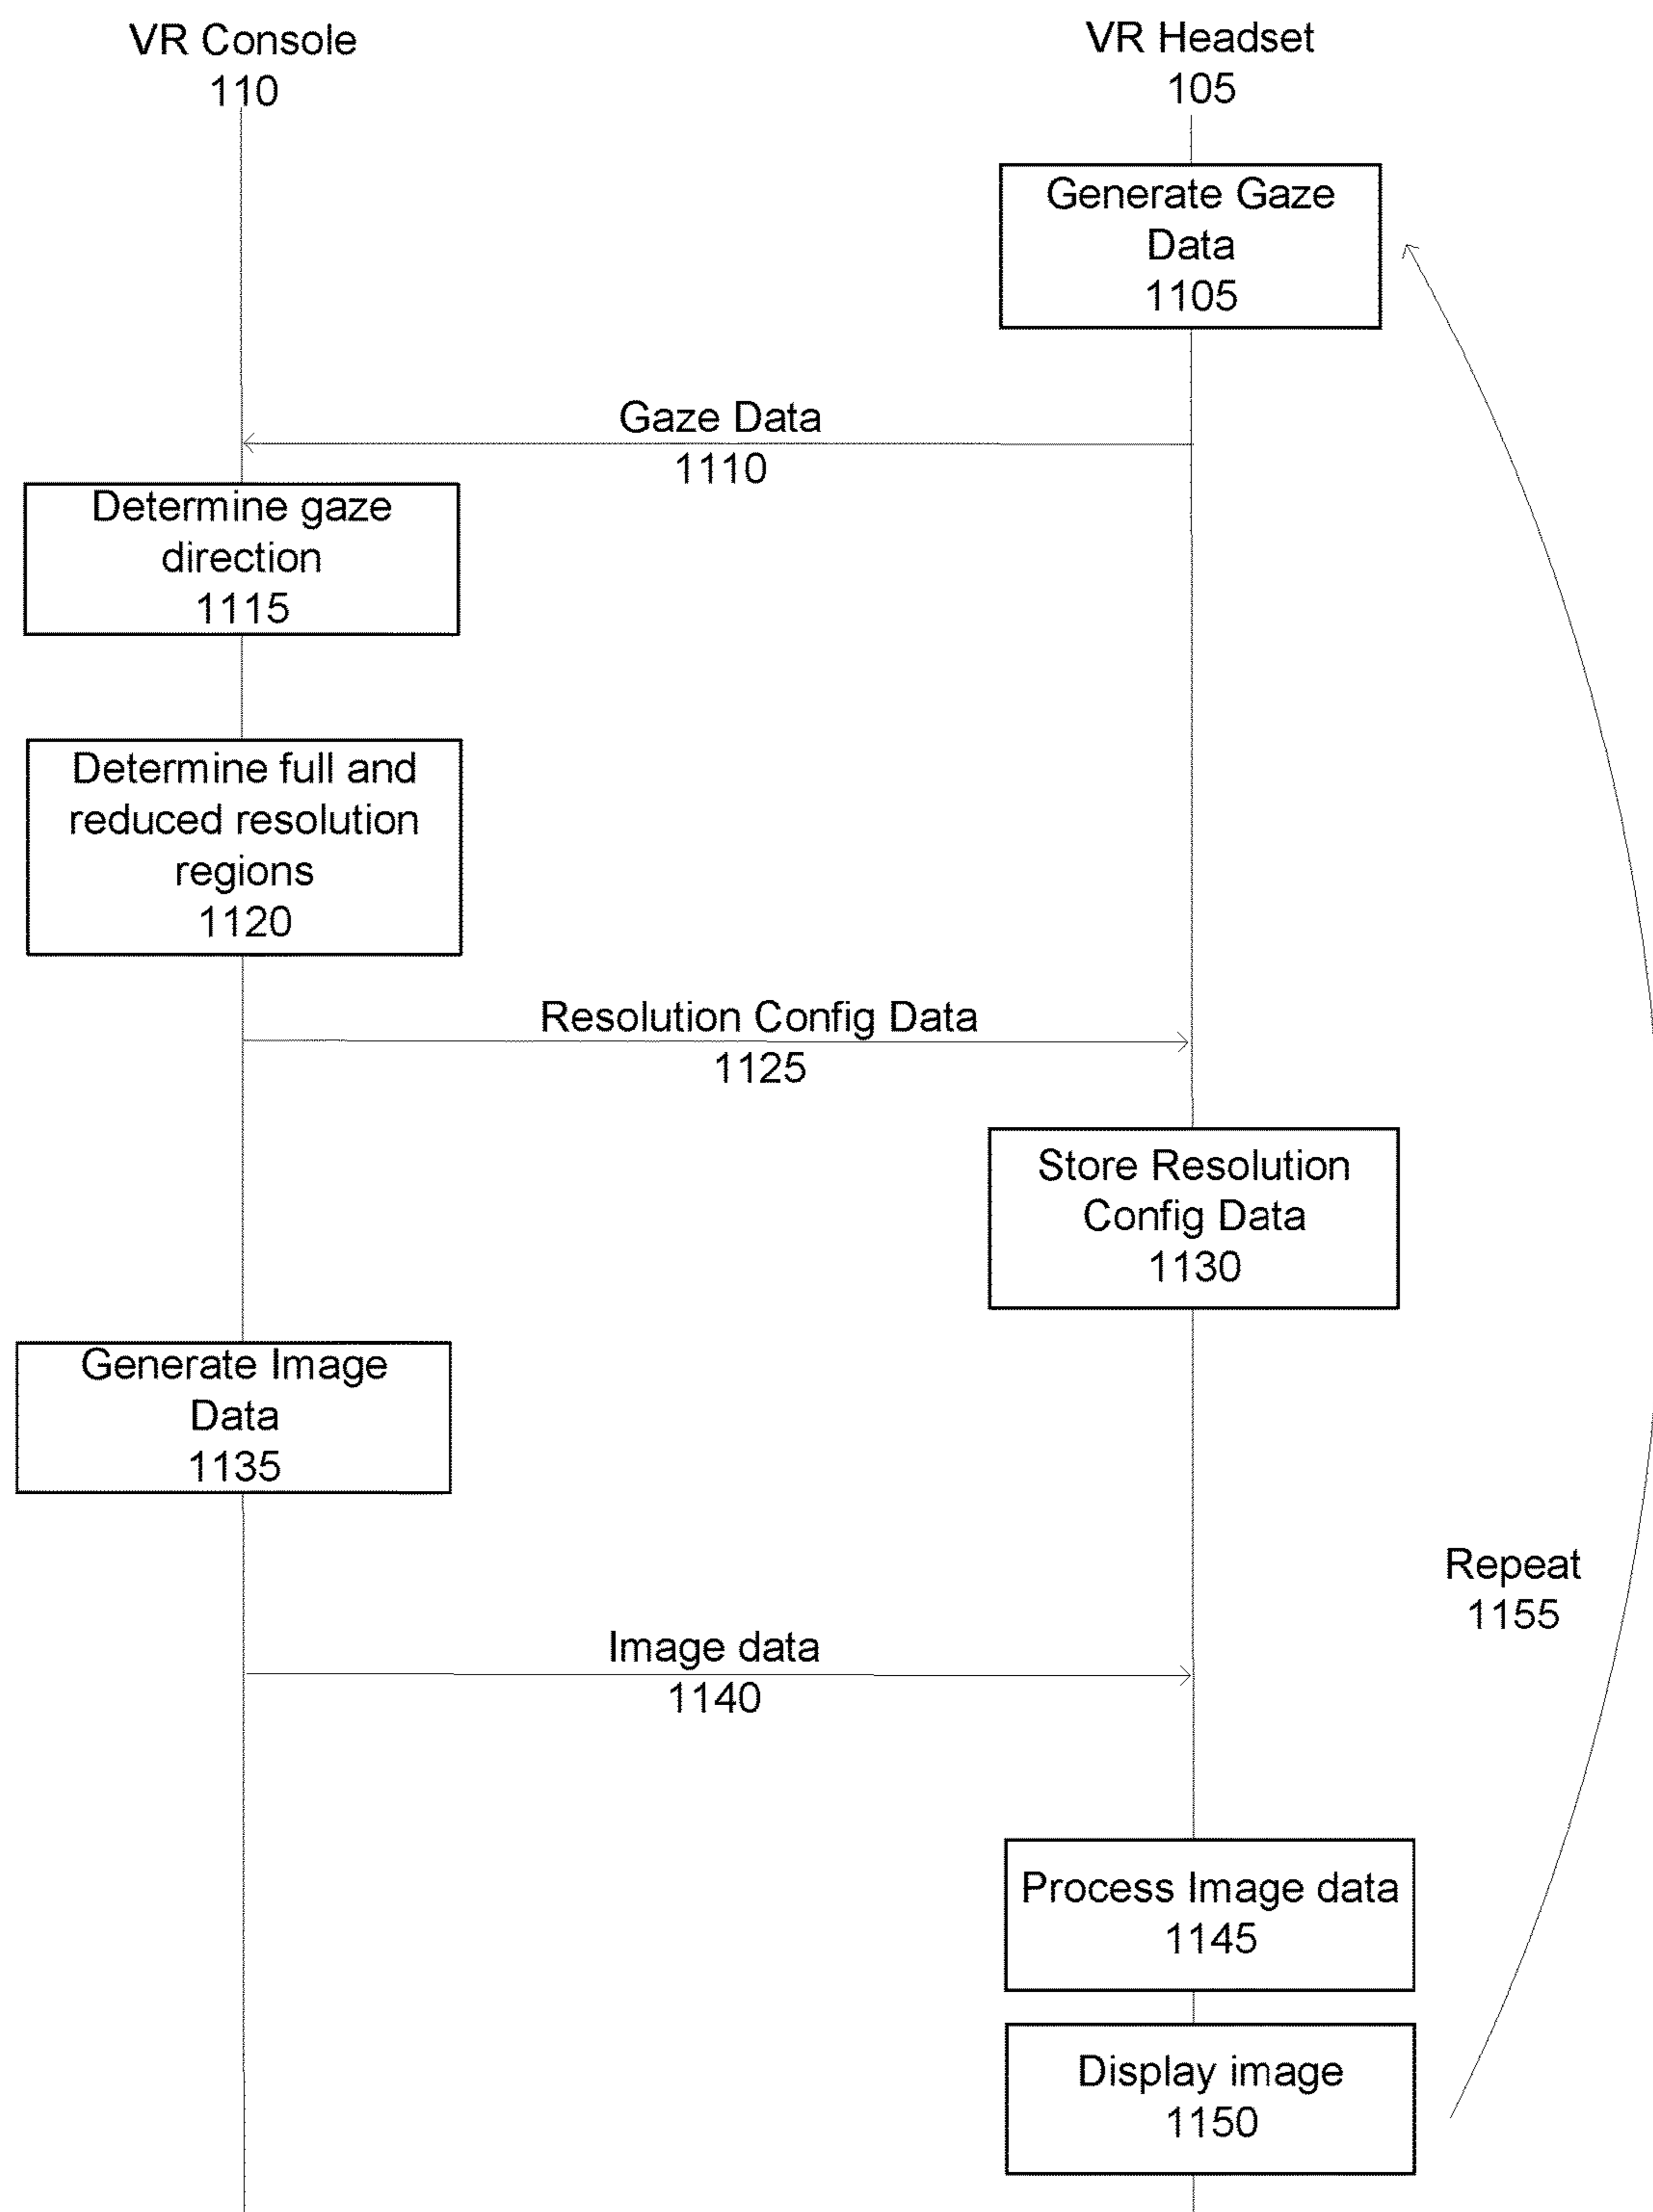 VR Console
110
VR Headset
105
Generate Gaze
Data
1105
Gaze Data
1110
Determine gaze
direction
1115
Determine full and
reduced resolution
regions
1120
Resolution Config Data
1125
Store Resolution
Config Data
1130
Generate Image
Data
1135
Repeat
1155
Image data
1140
Process Image data
1145
Display image
1150